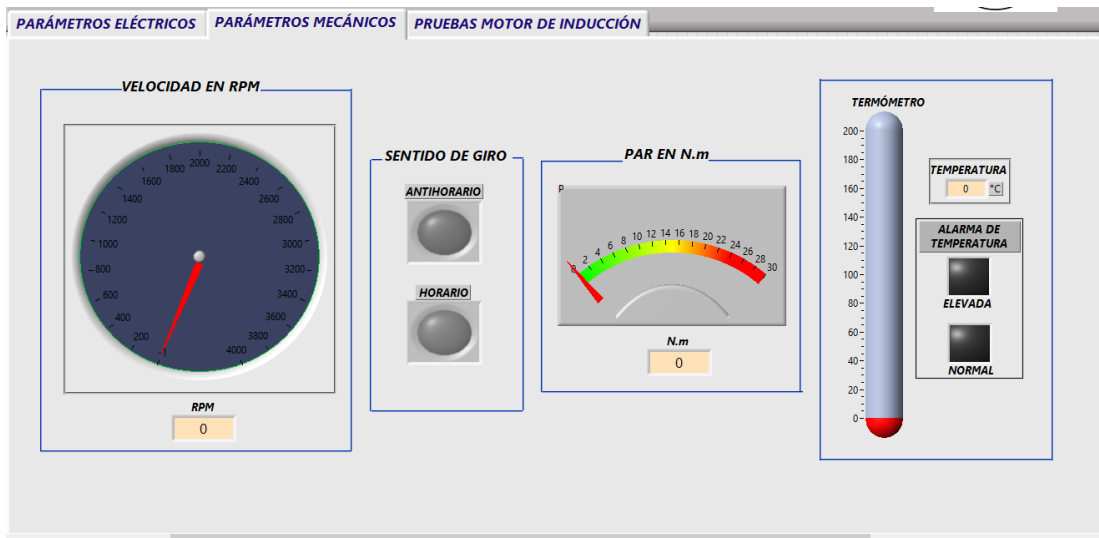 PARÁMETROS ELÉCTRICOS
PARÁMETROS MECÁNICOS
PRUEBAS MOTOR DE INDUCCIÓN
VELOCIDAD EN RPM
-1
200
400
600
800
1000
1200
1400
1600
1800
2000
2200
2400
2600
2800
3000
3200
3400
3600
3800
4000
RPM
0
SENTIDO DE GIRO
ANTIHORARIO
HORARIO
PAR EN N.m
P
0 2 4 6 8 10 12 14 16 18 20 22 24 26 28 30
N.m
0
TERMÓMETRO
200
180
160
140
120
100
80
60
40
20
0
TEMPERATURA
0 °C
ALARMA DE
TEMPERATURA
ELEVADA
NORMAL